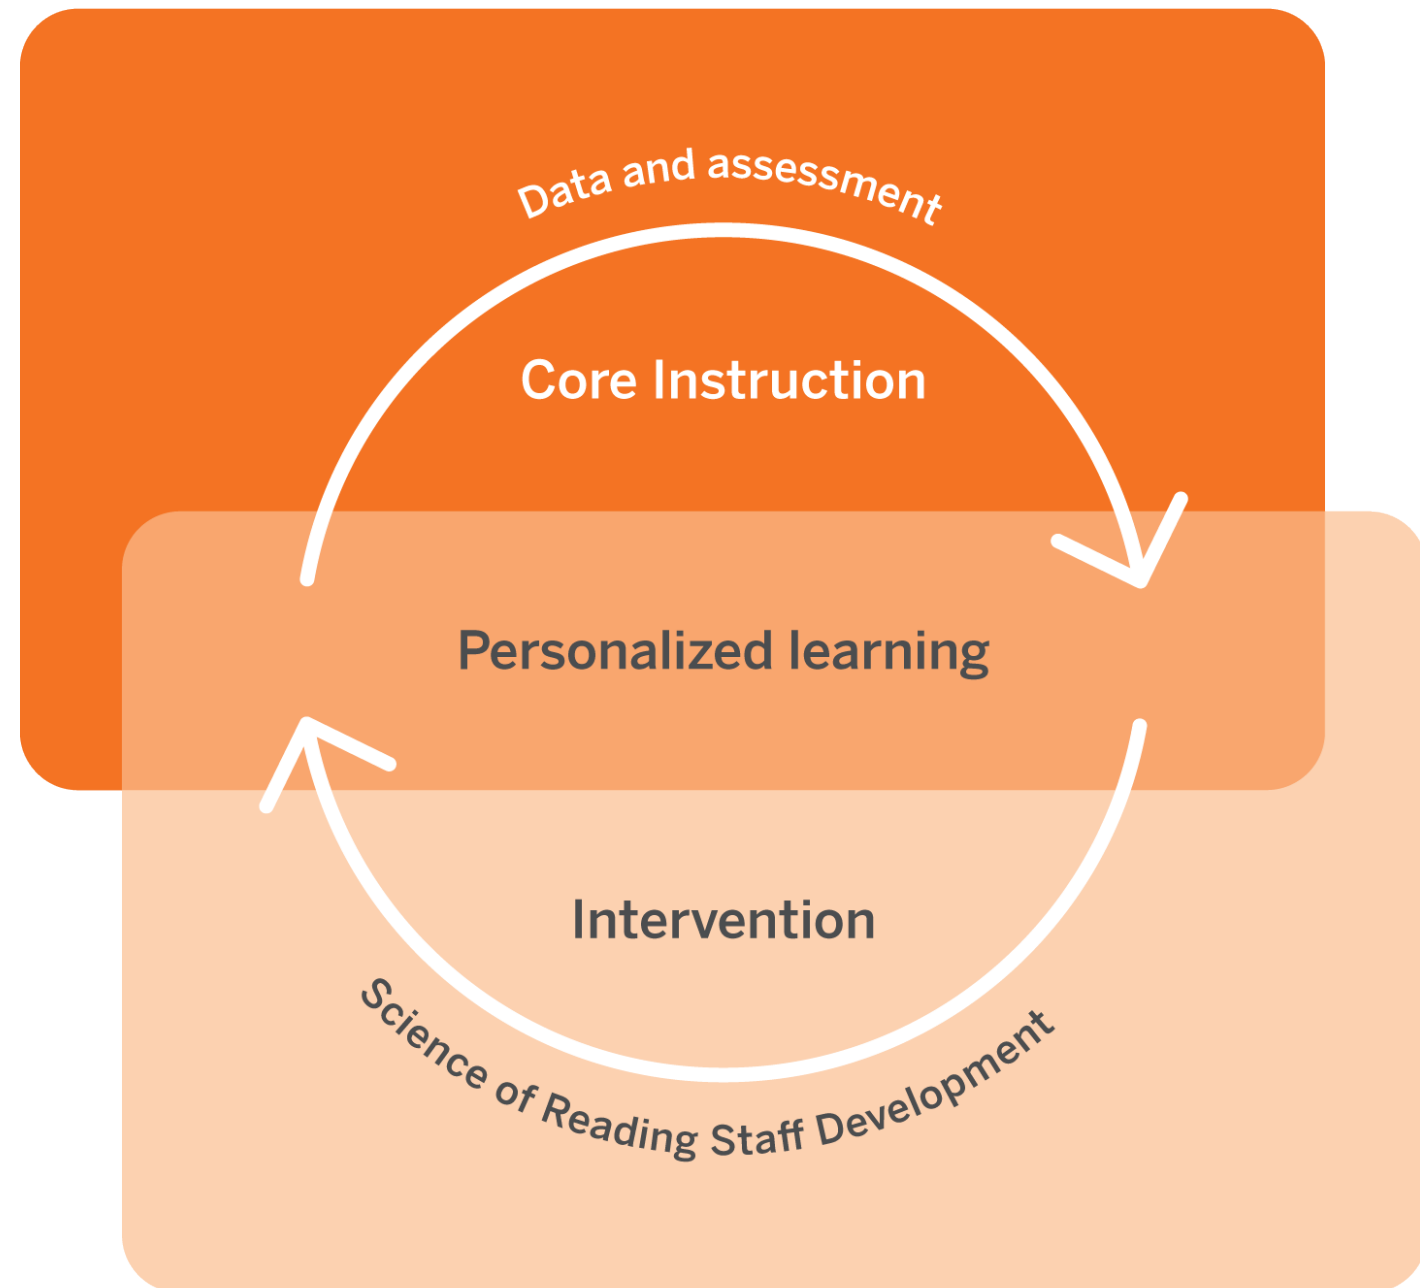 Data and assessment
Core Instruction
Personalized learning
Intervention
Science of Reading Staff Development